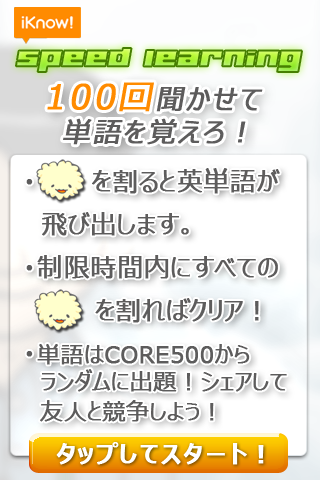 iKnow!
speed learning
100回聞かせて
単語を覚えろ！
・を割ると英単語が
飛び出します。
・制限時間内にすべての
を割ればクリア！
・単語はCORE500から
ランダムに出題！シェアして
友人と競争しよう！
タップしてスタート！